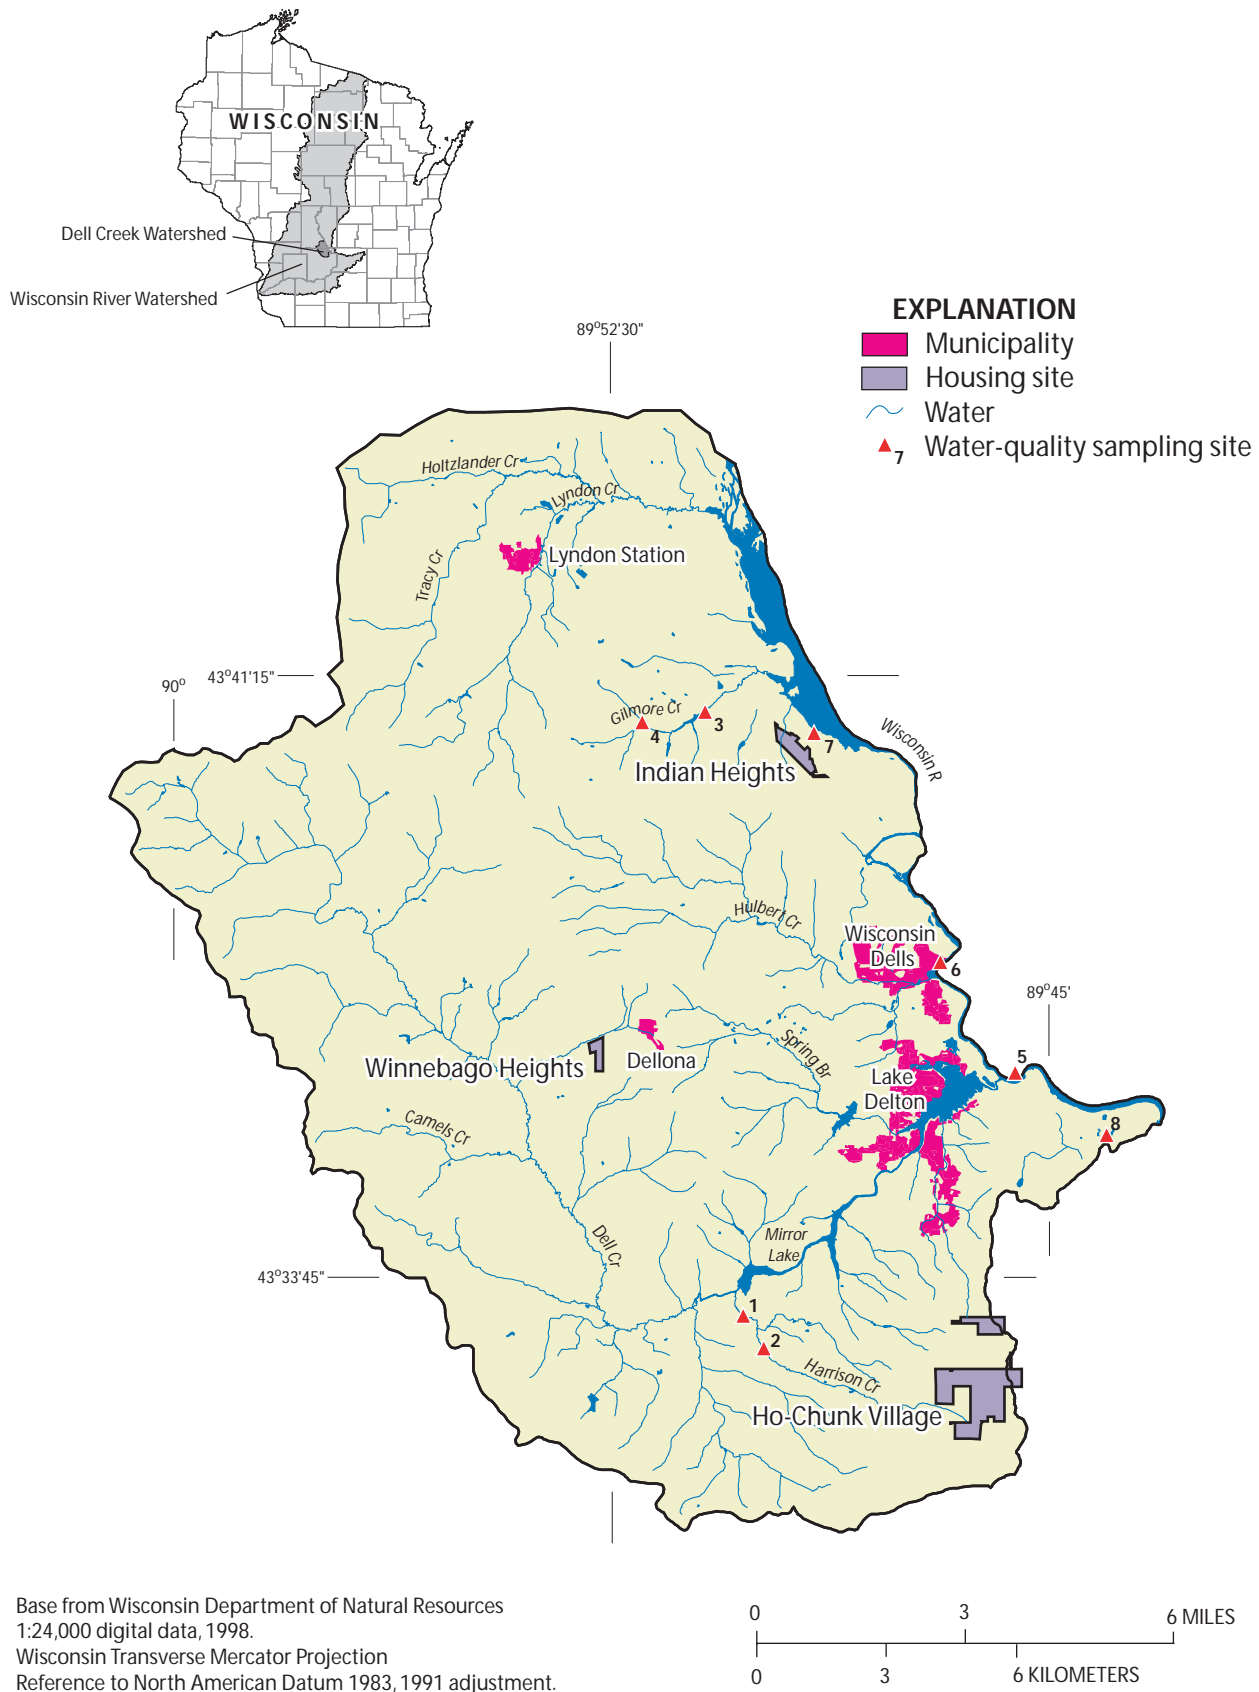 WISCONSIN
Dell Creek Watershed
Wisconsin River Watershed
EXPLANATION
Municipality
Housing site
Water
7 Water-quality sampling site
89°52'30"
Holtzlander Cr
Lyndon Cr
Lyndon Station
Tracy Cr
43°41'15"
90°
Gilmore Cr
3
4
7
Wisconsin R
Indian Heights
Hulbert Cr
Wisconsin
Dells
6
89°45'
Spring Br
Dellona
Winnebago Heights
5
Lake
Delton
Camels Cr
8
Dell Cr
Mirror
Lake
43°33'45"
1
2
Harrison Cr
Ho-Chunk Village
Base from Wisconsin Department of Natural Resources
1:24,000 digital data, 1998.
Wisconsin Transverse Mercator Projection
Reference to North American Datum 1983, 1991 adjustment.
0 3 6 MILES
0 3 6 KILOMETERS